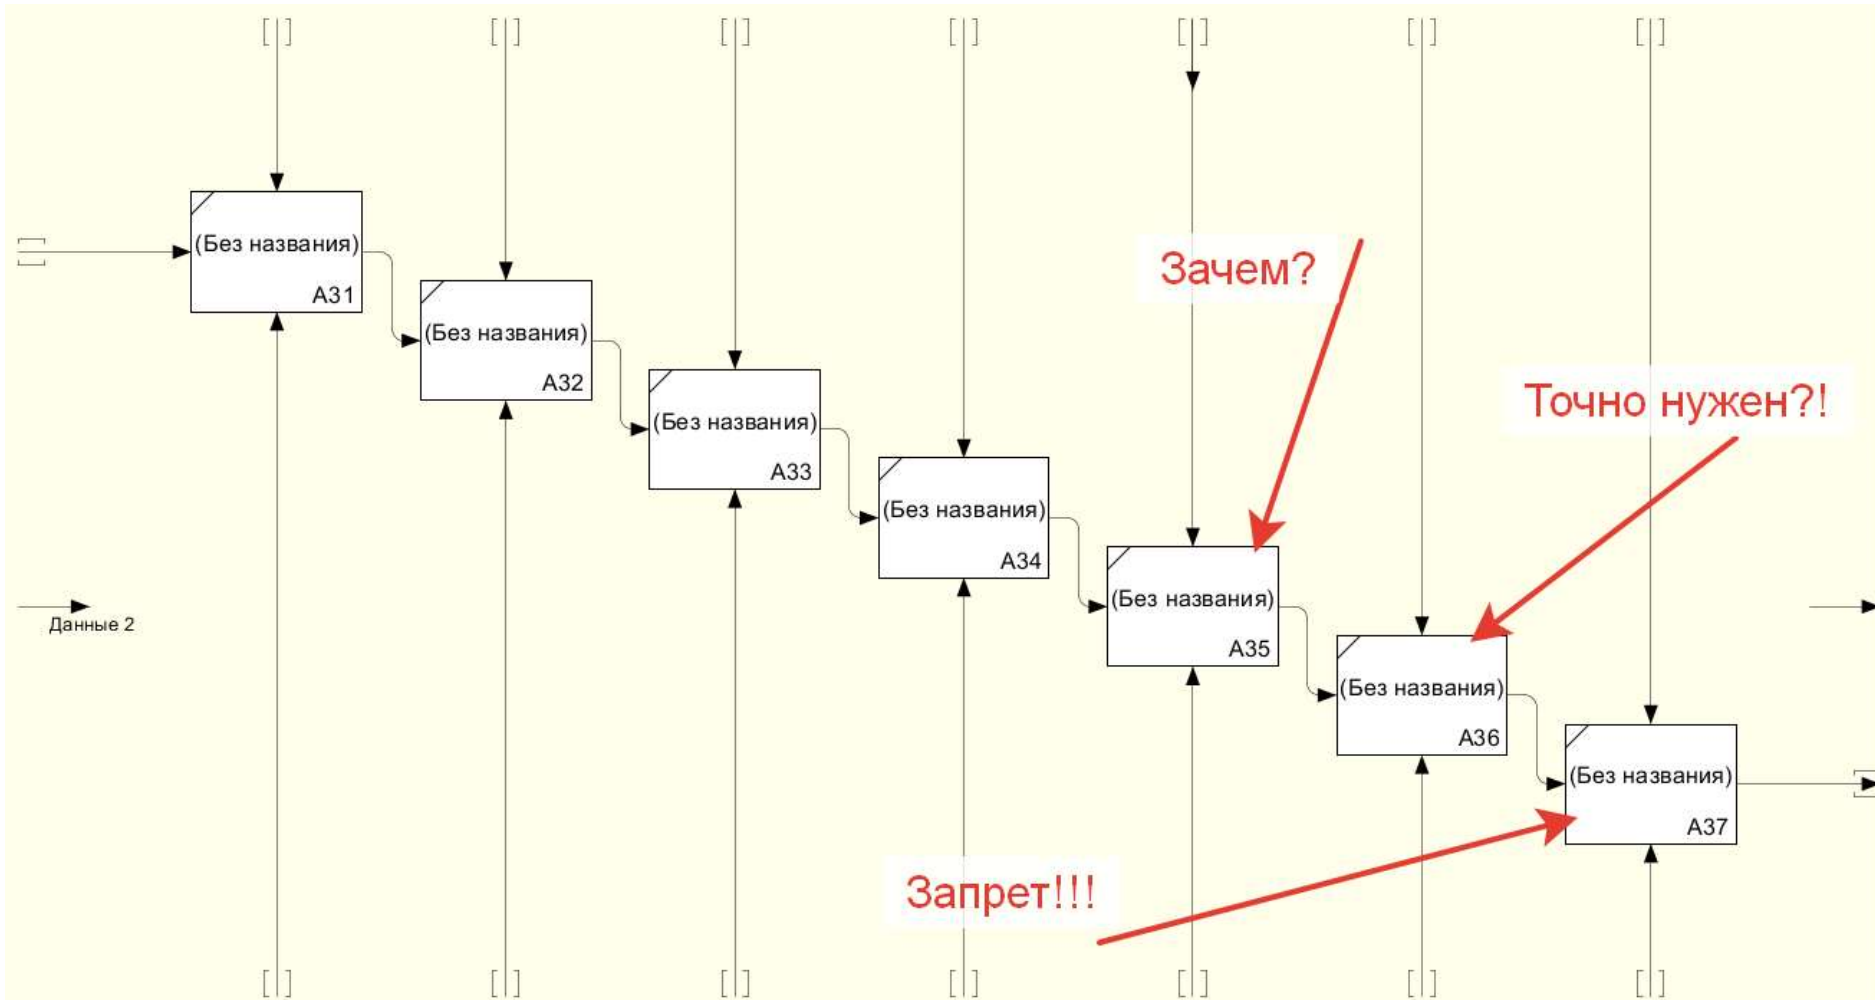 (Без названия)
A31
(Без названия)
A32
(Без названия)
A33
(Без названия)
A34
(Без названия)
A35
(Без названия)
A36
(Без названия)
A37
Зачем?
Точно нужен?!
Данные 2
Запрет!!!